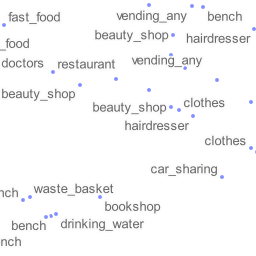 fast_food
vending_any
bench
beauty_shop
hairdresser
_food
doctors
restaurant
vending_any
beauty_shop
beauty_shop
clothes
hairdresser
clothes
car_sharing
nch
waste_basket
bookshop
bench
drinking_water
nch